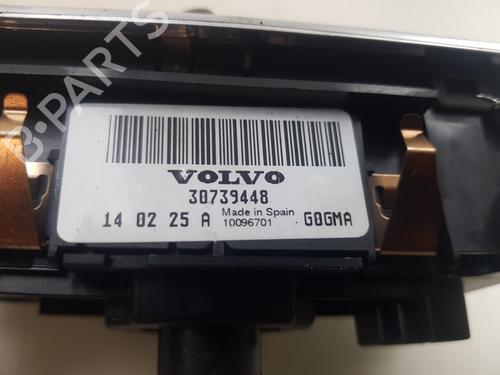 B-PARTS
VOLVO
30739448
14 02 25 A Made in Spain G0GMA
10096701